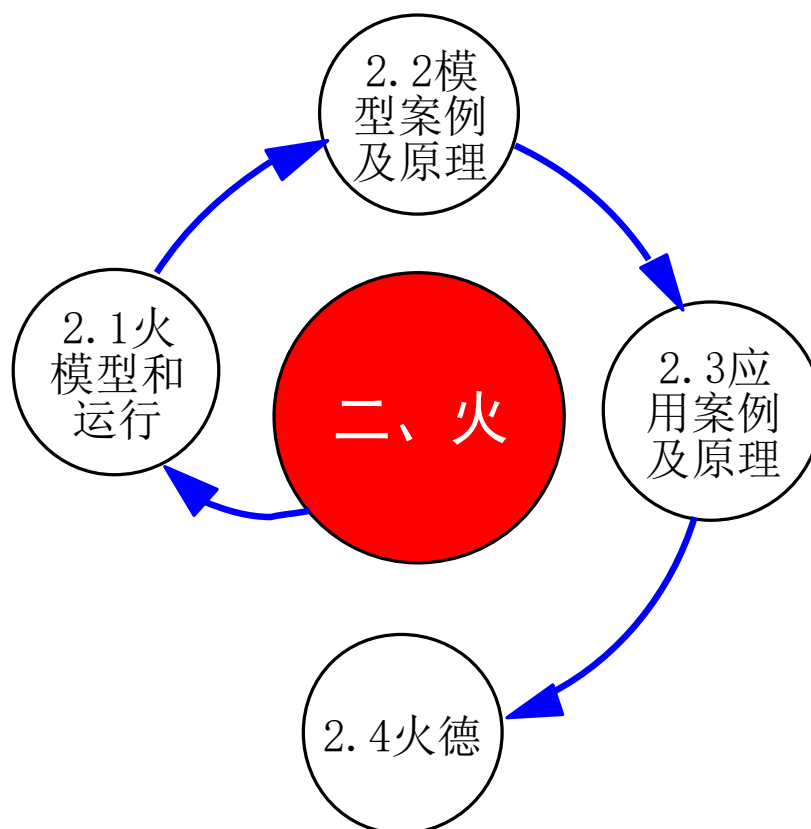 2.2模
型案例
及原理
2.1火
模型和
运行
二、火
2.3应
用案例
及原理
2.4火德